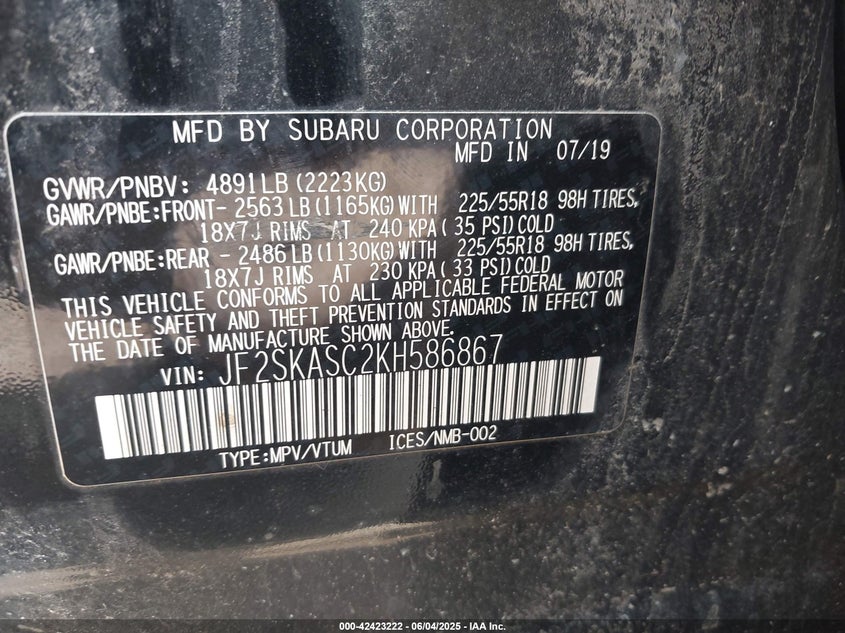 MFD BY SUBARU CORPORATION
MFD IN 07/19
GVWR/PNBV: 4891LB (2223KG)
GAWR/PNBE:FRONT- 2563 LB (1165KG) WITH 225/55R18 98H TIRES,
18X7J RIMS AT 240 KPA ( 35 PSI) COLD
GAWR/PNBE:REAR - 2486 LB (1130KG) WITH 225/55R18 98H TIRES,
18X7J RIMS AT 230 KPA ( 33 PSI) COLD
THIS VEHICLE CONFORMS TO ALL APPLICABLE FEDERAL MOTOR
VEHICLE SAFETY AND THEFT PREVENTION STANDARDS IN EFFECT ON
THE DATE OF MANUFACTURE SHOWN ABOVE.
VIN: JF2SKASC2KH586867
TYPE:MPV/VTUM ICES/NMB-002
000-42423222 - 06/04/2025 - IAA Inc.